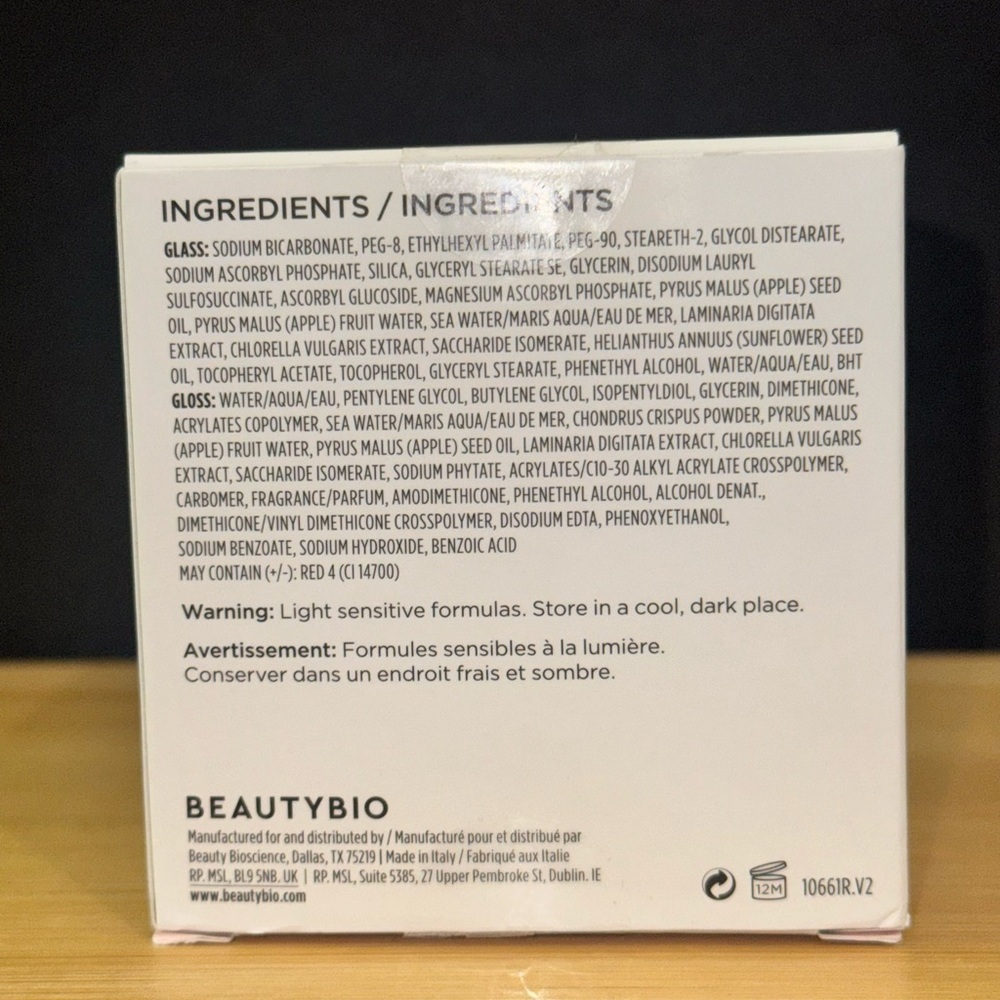 INGREDIENTS / INGREDIENTS
GLASS: SODIUM BICARBONATE, PEG-8, ETHYLHEXYL PALMITATE, PEG-90, STEARETH-2, GLYCOL DISTEARATE,
SODIUM ASCORBYL PHOSPHATE, SILICA, GLYCERYL STEARATE SE, GLYCERIN, DISODIUM LAURYL
SULFOSUCCINATE, ASCORBYL GLUCOSIDE, MAGNESIUM ASCORBYL PHOSPHATE, PYRUS MALUS (APPLE) SEED
OIL, PYRUS MALUS (APPLE) FRUIT WATER, SEA WATER/MARIS AQUA/EAU DE MER, LAMINARIA DIGITATA
EXTRACT, CHLORELLA VULGARIS EXTRACT, SACCHARIDE ISOMERATE, HELIANTHUS ANNUUS (SUNFLOWER) SEED
OIL, TOCOPHERYL ACETATE, TOCOPHEROL, GLYCERYL STEARATE, PHENETHYL ALCOHOL, WATER/AQUA/EAU, BHT
GLOSS: WATER/AQUA/EAU, PENTYLENE GLYCOL, BUTYLENE GLYCOL, ISOPENTYLDIOL, GLYCERIN, DIMETHICONE,
ACRYLATES COPOLYMER, SEA WATER/MARIS AQUA/EAU DE MER, CHONDRUS CRISPUS POWDER, PYRUS MALUS
(APPLE) FRUIT WATER, PYRUS MALUS (APPLE) SEED OIL, LAMINARIA DIGITATA EXTRACT, CHLORELLA VULGARIS
EXTRACT, SACCHARIDE ISOMERATE, SODIUM PHYTATE, ACRYLATES/C10-30 ALKYL ACRYLATE CROSSPOLYMER,
CARBOMER, FRAGRANCE/PARFUM, AMODIMETHICONE, PHENETHYL ALCOHOL, ALCOHOL DENAT.,
DIMETHICONE/VINYL DIMETHICONE CROSSPOLYMER, DISODIUM EDTA, PHENOXYETHANOL,
SODIUM BENZOATE, SODIUM HYDROXIDE, BENZOIC ACID
MAY CONTAIN (+/-): RED 4 (CI 14700)
Warning: Light sensitive formulas. Store in a cool, dark place.
Avertissement: Formules sensibles à la lumière.
Conserver dans un endroit frais et sombre.
BEAUTYBIO
Manufactured for and distributed by / Manufacturé pour et distribué par
Beauty Bioscience, Dallas, TX 75219 | Made in Italy / Fabriqué aux Italie
RP. MSL, BL9 5NB. UK | RP. MSL, Suite 5385, 27 Upper Pembroke St, Dublin. IE
www.beautybio.com
12M
10661R.V2